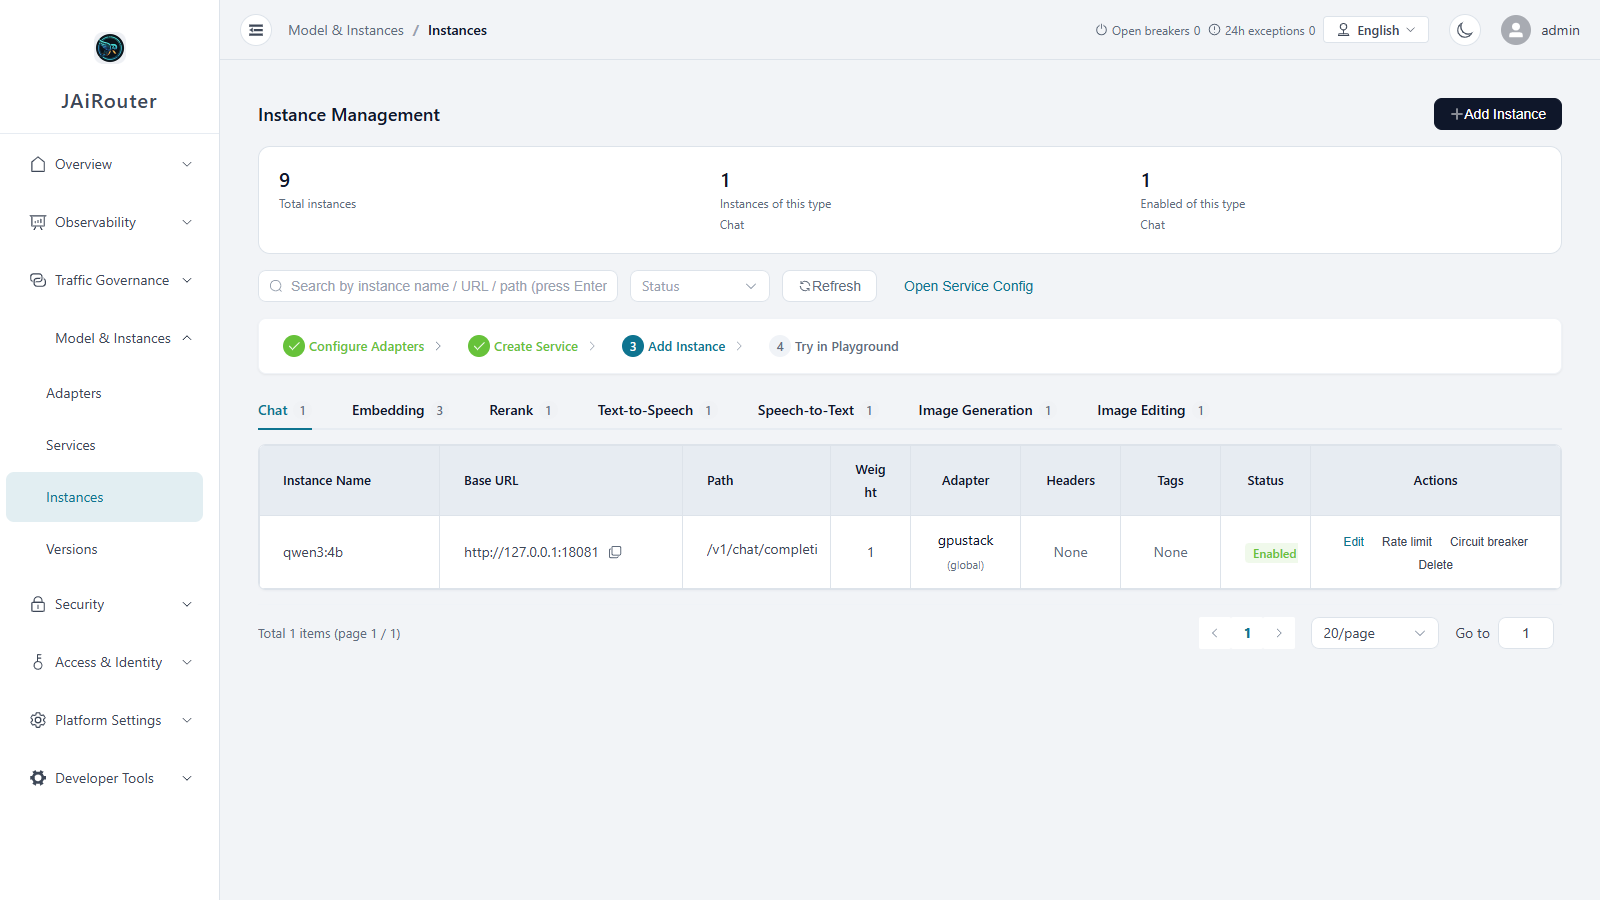 JAiRouter
Overview
Observability
Traffic Governance
Model & Instances
Adapters
Services
Instances
Versions
Security
Access & Identity
Platform Settings
Developer Tools
Model & Instances / Instances
Open breakers 0
24h exceptions 0
English
admin
Instance Management
Add Instance
9
Total instances
1
Instances of this type
Chat
1
Enabled of this type
Chat
Search by instance name / URL / path (press Enter
Status
Refresh
Open Service Config
Configure Adapters
Create Service
3 Add Instance
4 Try in Playground
Chat 1
Embedding 3
Rerank 1
Text-to-Speech 1
Speech-to-Text 1
Image Generation 1
Image Editing 1
Instance Name
Base URL
Path
Weig
ht
Adapter
Headers
Tags
Status
Actions
qwen3:4b
http://127.0.0.1:18081
/v1/chat/completi
1
gpustack
(global)
None
None
Enabled
Edit Rate limit Circuit breaker
Delete
Total 1 items (page 1 / 1)
1
20/page
Go to
1